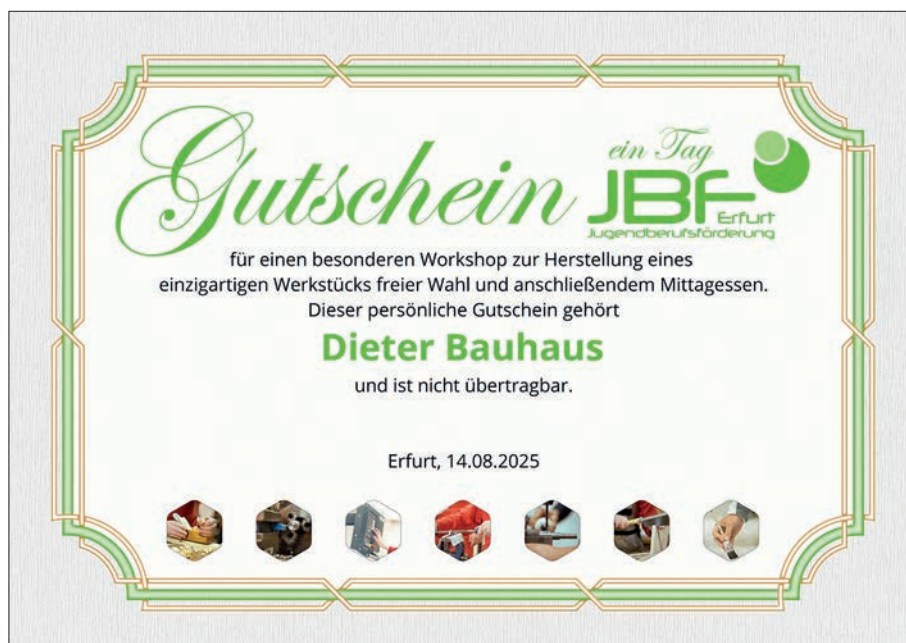 Gutschein
ein Tag
JBF
Erfurt
Jugendberufsförderung
für einen besonderen Workshop zur Herstellung eines
einzigartigen Werkstücks freier Wahl und anschließendem Mittagessen.
Dieser persönliche Gutschein gehört
Dieter Bauhaus
und ist nicht übertragbar.
Erfurt, 14.08.2025